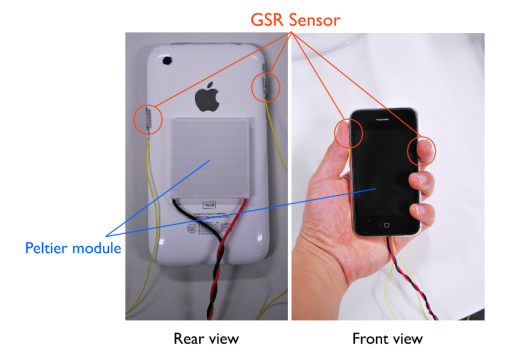 GSR Sensor
Peltier module
Rear view
Front view